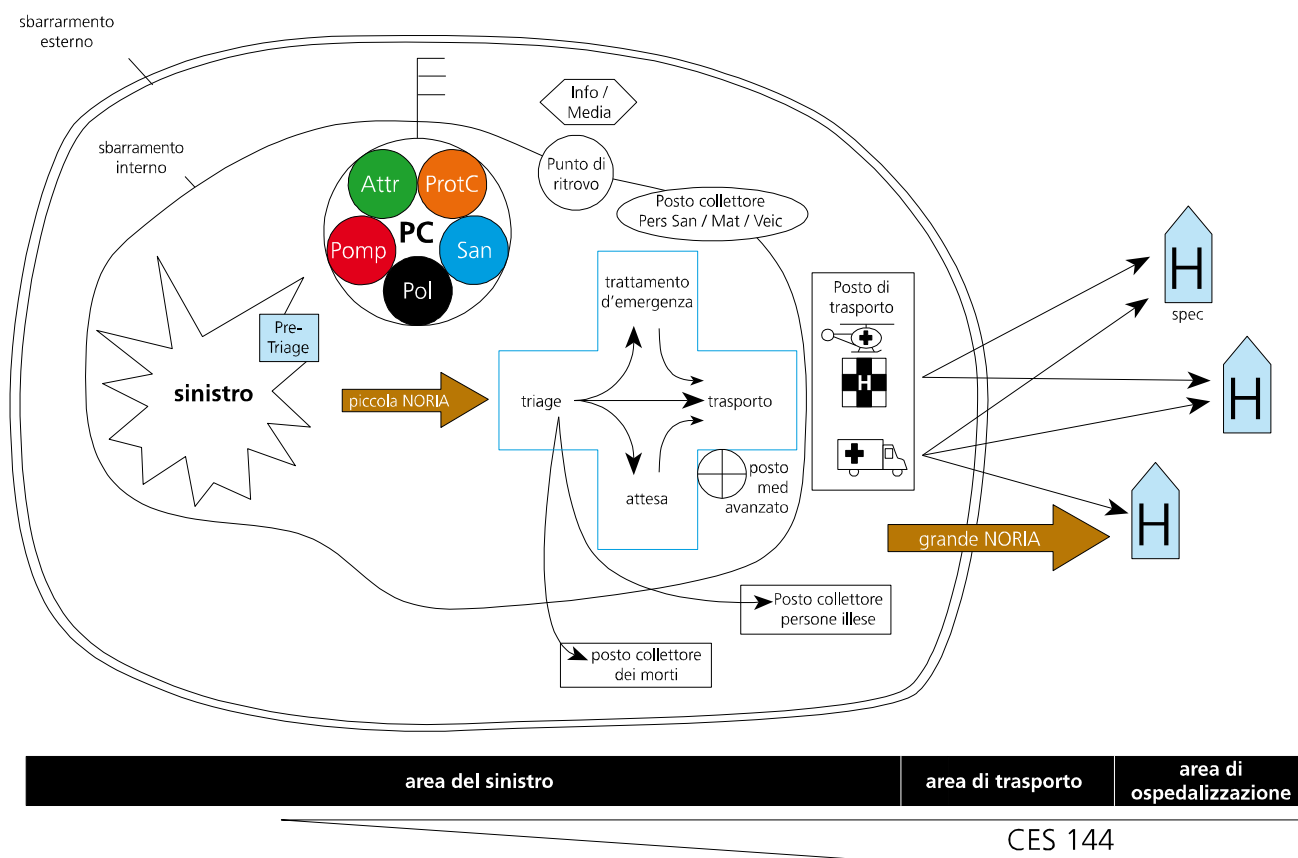 sbarrarmento
esterno
Info /
Media
sbarramento
interno
Punto di
ritrovo
Attr
ProtC
PC
Pomp
San
Pol
Posto collettore
Pers San / Mat / Veic
Pre-
Triage
sinistro
piccola NORIA
trattamento
d'emergenza
triage
trasporto
attesa
posto
med
avanzato
Posto di
trasporto
H
H
spec
H
H
grande NORIA
Posto collettore
persone illese
posto collettore
dei morti
area del sinistro
area di trasporto
area di
ospedalizzazione
CES 144